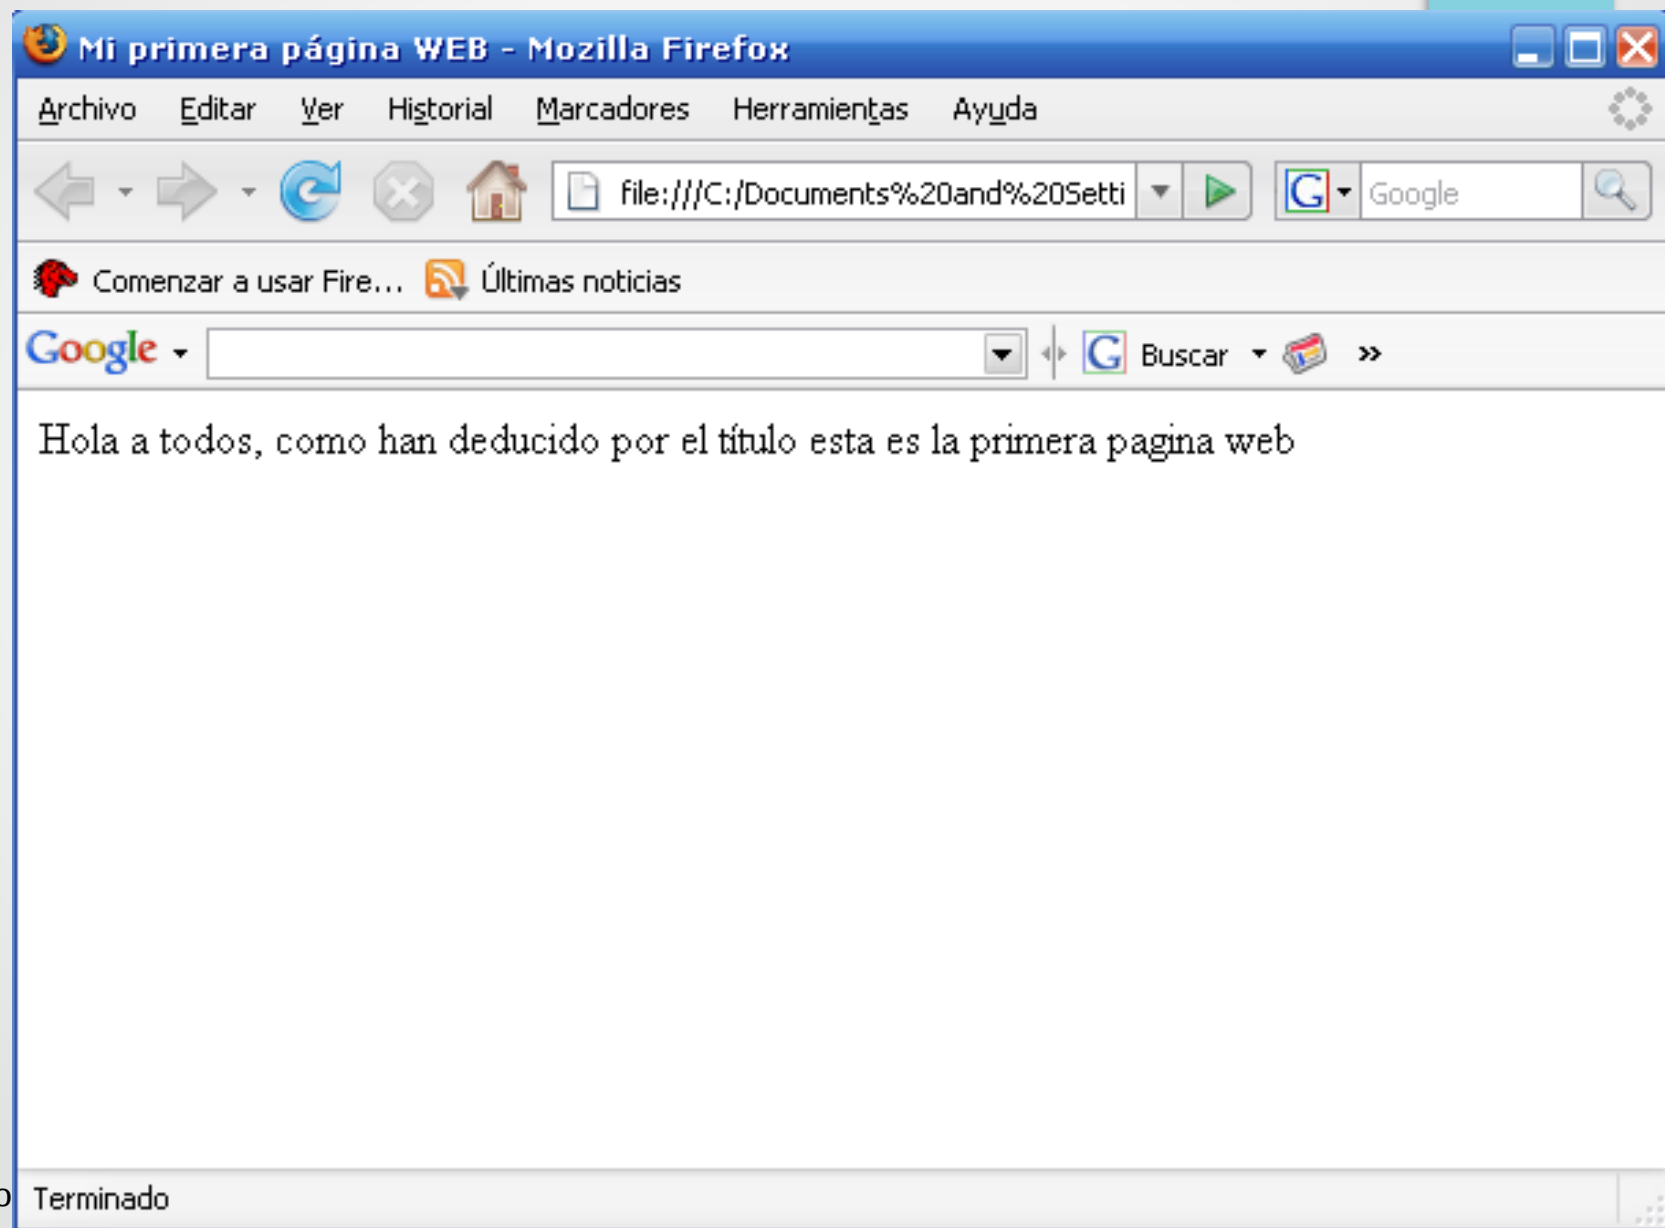 Mi primera página WEB - Mozilla Firefox
Archivo Editar Ver Historial Marcadores Herramientas Ayuda
file:///C:/Documents%20and%20Setti G Google
Comenzar a usar Fire... Últimas noticias
Google G Buscar »
Hola a todos, como han deducido por el título esta es la primera pagina web
o Terminado